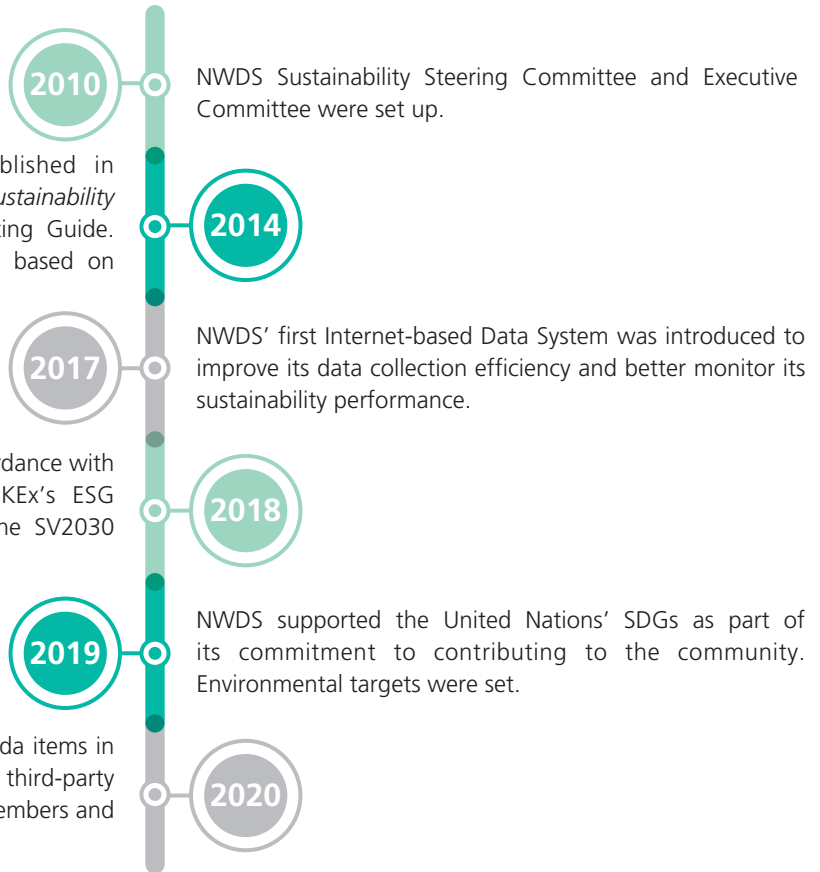 2010
NWDS Sustainability Steering Committee and Executive
Committee were set up.
blished in
ustainability
Guide.
based on
2014
2017
NWDS' first Internet-based Data System was introduced to
improve its data collection efficiency and better monitor its
sustainability performance.
rdance with
KEx's ESG
SV2030
2018
2019
NWDS supported the United Nations' SDGs as part of
its commitment to contributing to the community.
Environmental targets were set.
da items in
third-party
embers and
2020